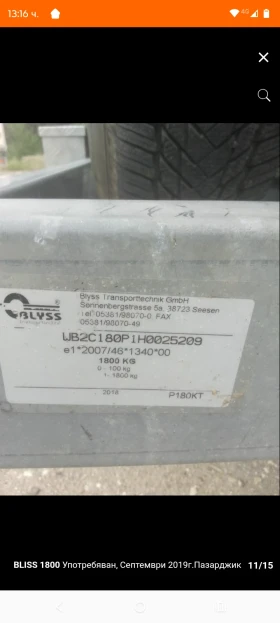 13:16 ч.
4G
Blyss Transporttechnik GmbH
Sonnenbergstrasse 5a, 38723 Seesen
Tel. 05381/98070-0 FAX
05381/98070-49
BLYSS
WB2C180P1H0025209
e1*2007/46*1340*00
1800 KG
0 - 100 kg
1 - 1800 kg
P180KT
BLISS 1800 Употребяван, Септември 2019г.Пазарджик 11/15